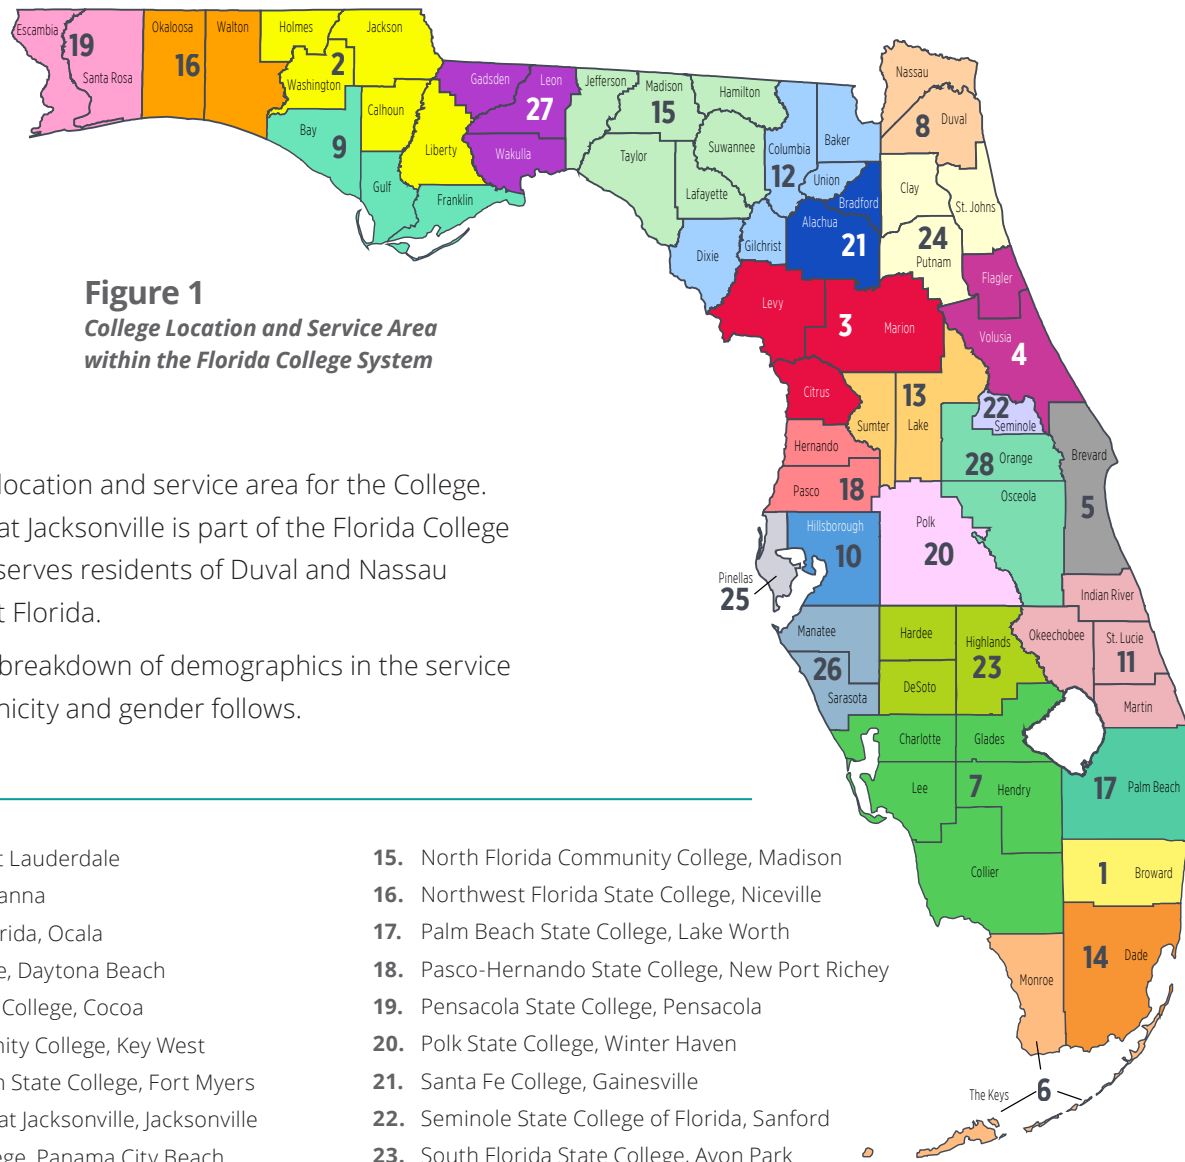 Escambia
19
Santa Rosa
Okaloosa
16
Walton
Holmes
2
Washington
Jackson
Calhoun
Liberty
Bay
9
Gulf
Franklin
Gadsden
Leon
27
Wakulla
Jefferson
Madison
15
Hamilton
Taylor
Suwannee
Lafayette
Columbia
12
Baker
Union
Bradford
Alachua
21
Gilchrist
Dixie
Nassau
8
Duval
Clay
St. Johns
24
Putnam
Flagler
Volusia
4
Levy
3
Marion
Citrus
Sumter
13
Lake
22
Seminole
28
Orange
Osceola
Brevard
5
Hernando
Pasco
18
Hillsborough
10
Pinellas
25
Polk
20
Indian River
Okeechobee
St. Lucie
11
Martin
Manatee
26
Sarasota
Hardee
Highlands
23
DeSoto
Charlotte
Glades
Lee
7
Hendry
Collier
17
Palm Beach
1
Broward
14
Dade
Monroe
The Keys
6
Figure 1
College Location and Service Area
within the Florida College System
location and service area for the College.
at Jacksonville is part of the Florida College
serves residents of Duval and Nassau
t Florida.
breakdown of demographics in the service
nicity and gender follows.
t Lauderdale
anna
rida, Ocala
e, Daytona Beach
College, Cocoa
nity College, Key West
n State College, Fort Myers
at Jacksonville, Jacksonville
ege, Panama City Beach
15. North Florida Community College, Madison
16. Northwest Florida State College, Niceville
17. Palm Beach State College, Lake Worth
18. Pasco-Hernando State College, New Port Richey
19. Pensacola State College, Pensacola
20. Polk State College, Winter Haven
21. Santa Fe College, Gainesville
22. Seminole State College of Florida, Sanford
23. South Florida State College, Avon Park